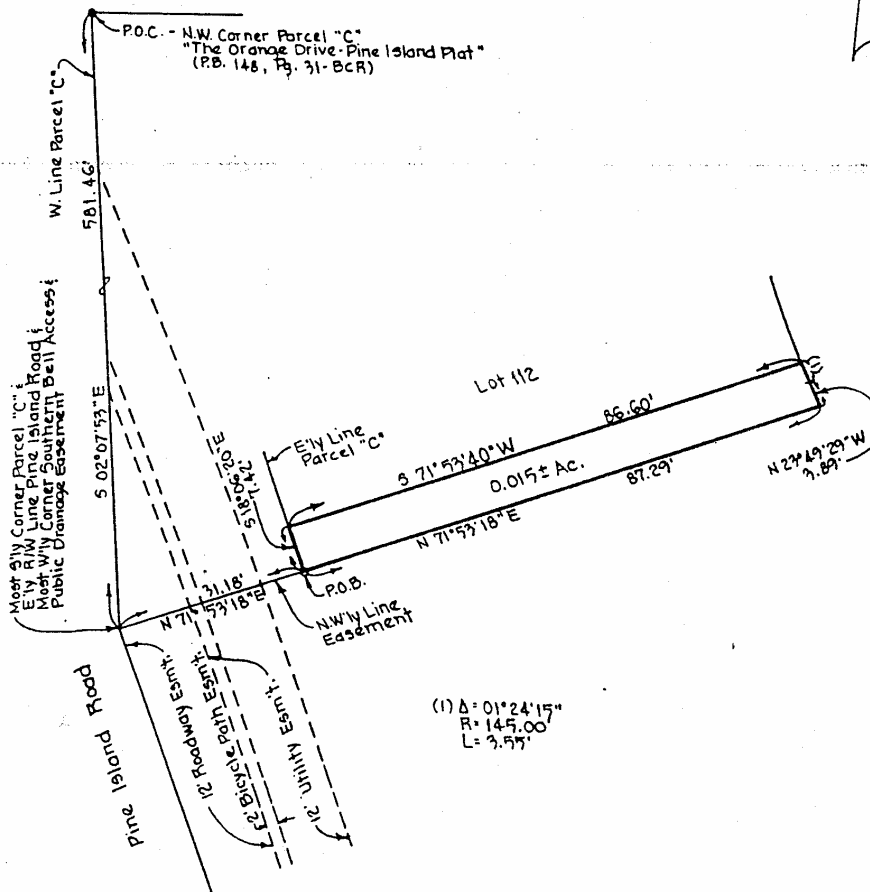 P.O.C. - N.W. Corner Parcel "C"
"The Orange Drive-Pine Island Plat"
(P.B. 148, Pg. 31-BCR)
W. Line Parcel "C"
581.46'
S 02°07'53" E
Most S'ly Corner Parcel "C" &
E'ly R/W Line Pine Island Road &
Most W'ly Corner Southern Bell Access &
Public Drainage Easement
Lot 112
E'ly Line
Parcel "C"
S 18°06'20" E
7.42'
S 71°53'40" W
86.60'
0.015± Ac.
N 71°53'18" E
87.29'
(1)
N 23°49'29" W
3.89'
31.18'
N 71°53'18" E
P.O.B.
N.W'ly Line
Easement
Pine Island Road
12' Roadway Esm't.
2' Bicycle Path Esm't.
12' Utility Esm't.
(1) Δ= 01°24'15"
R= 145.00'
L= 3.55'